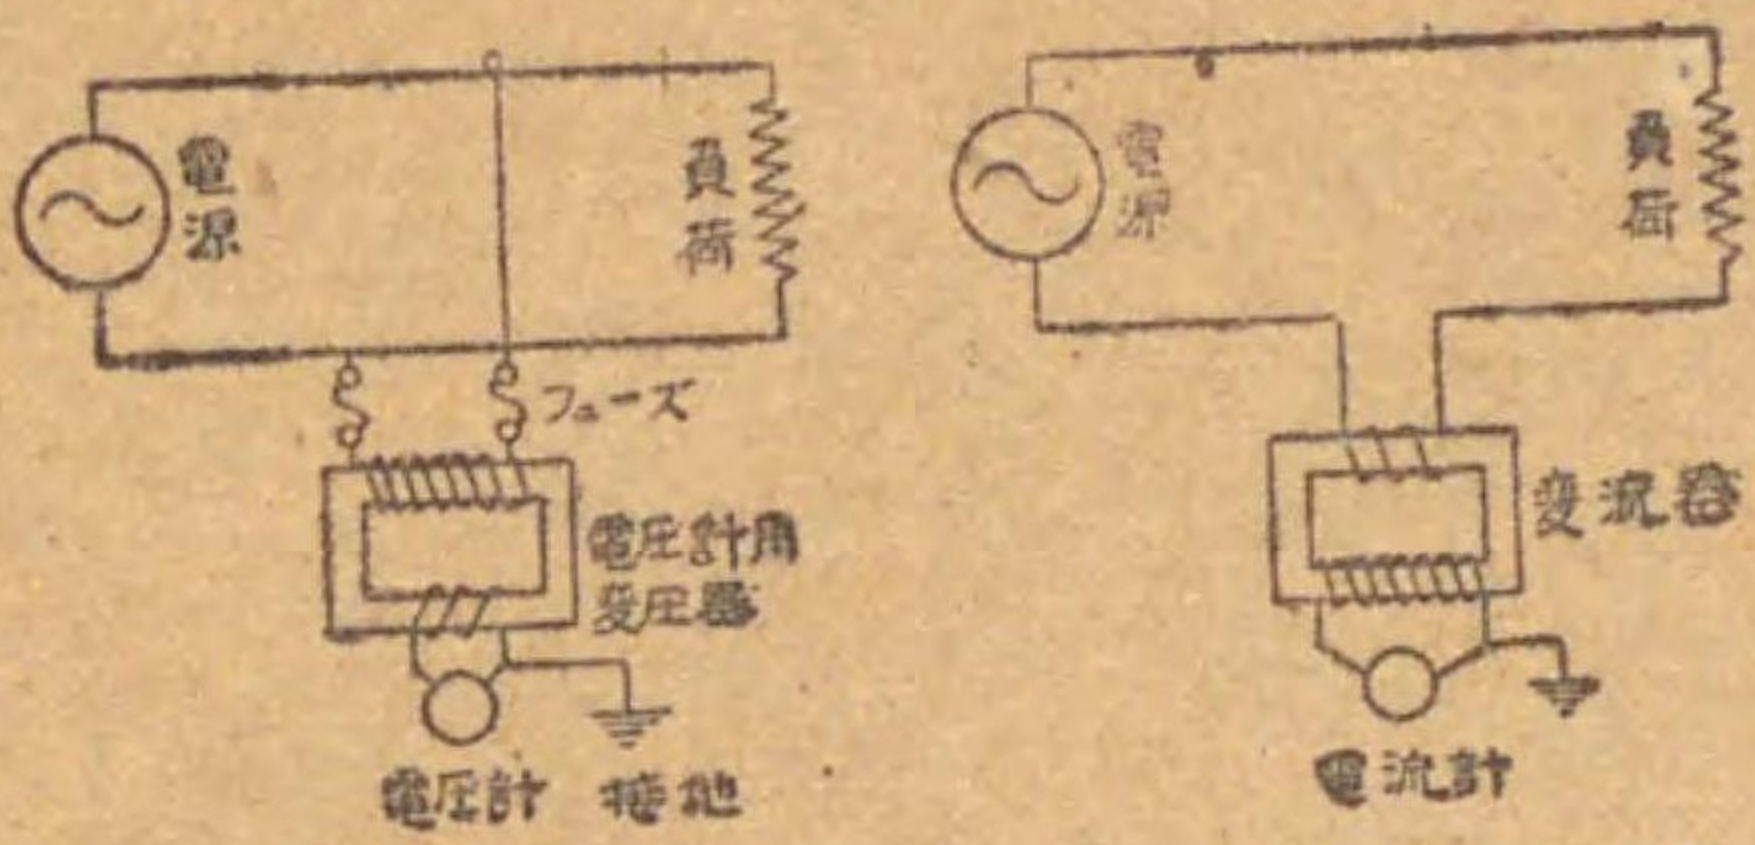 電源
負荷
フューズ
電圧計用
変圧器
電圧計 接地
電源
負荷
変流器
電流計